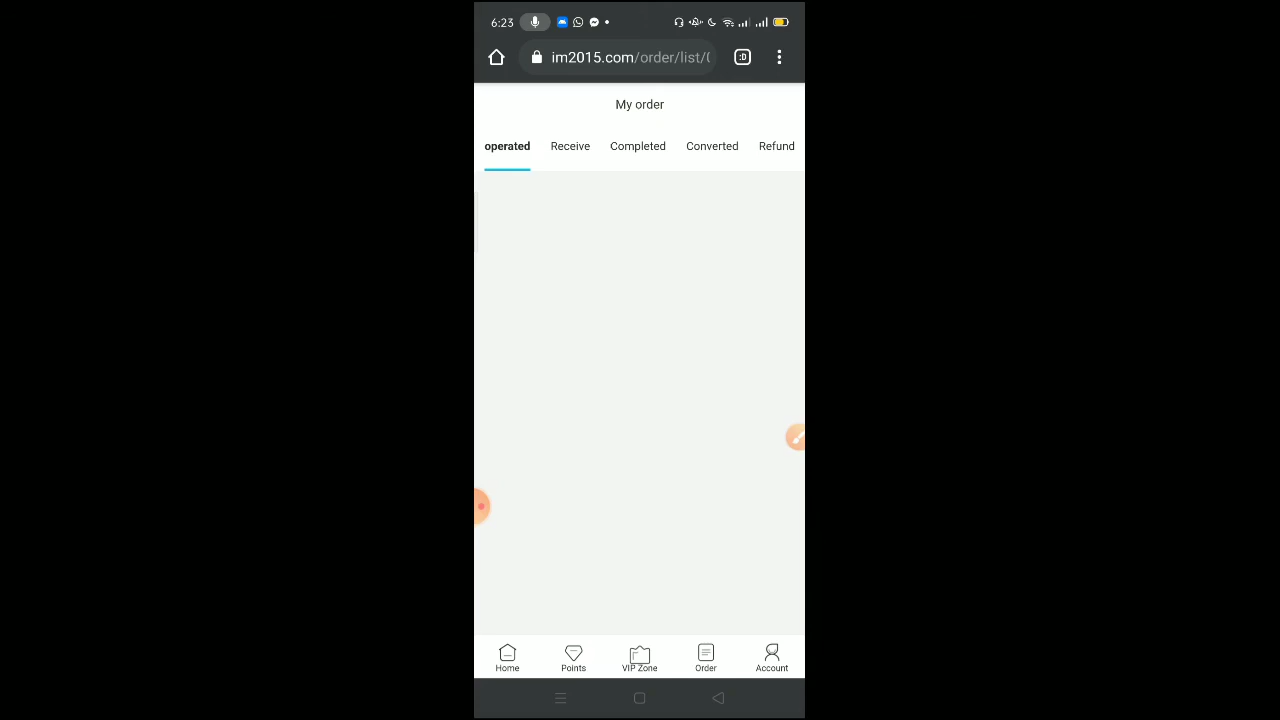 6:23
im2015.com/order/list/
:D
My order
operated Receive Completed Converted Refund
Home Points VIP Zone Order Account